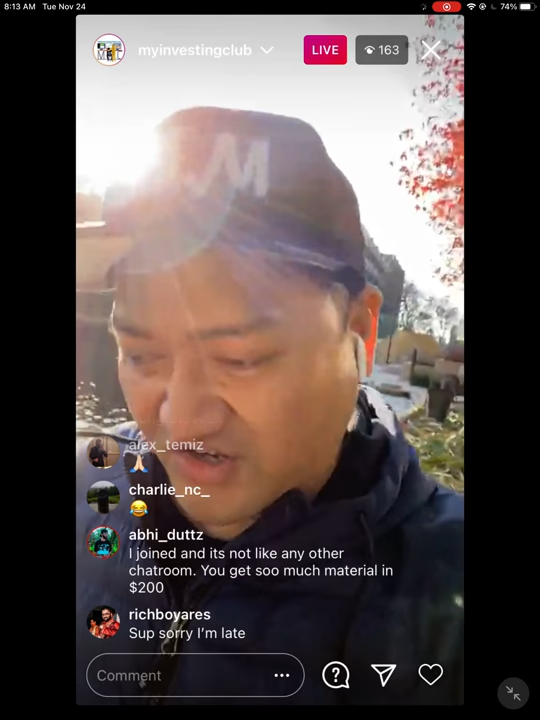 8:13 AM Tue Nov 24
74%
myinvestingclub
LIVE
163
M
alex_temiz
🙏🏻
charlie_nc_
😂
abhi_duttz
I joined and its not like any other
chatroom. You get soo much material in
$200
richboyares
Sup sorry I'm late
Comment